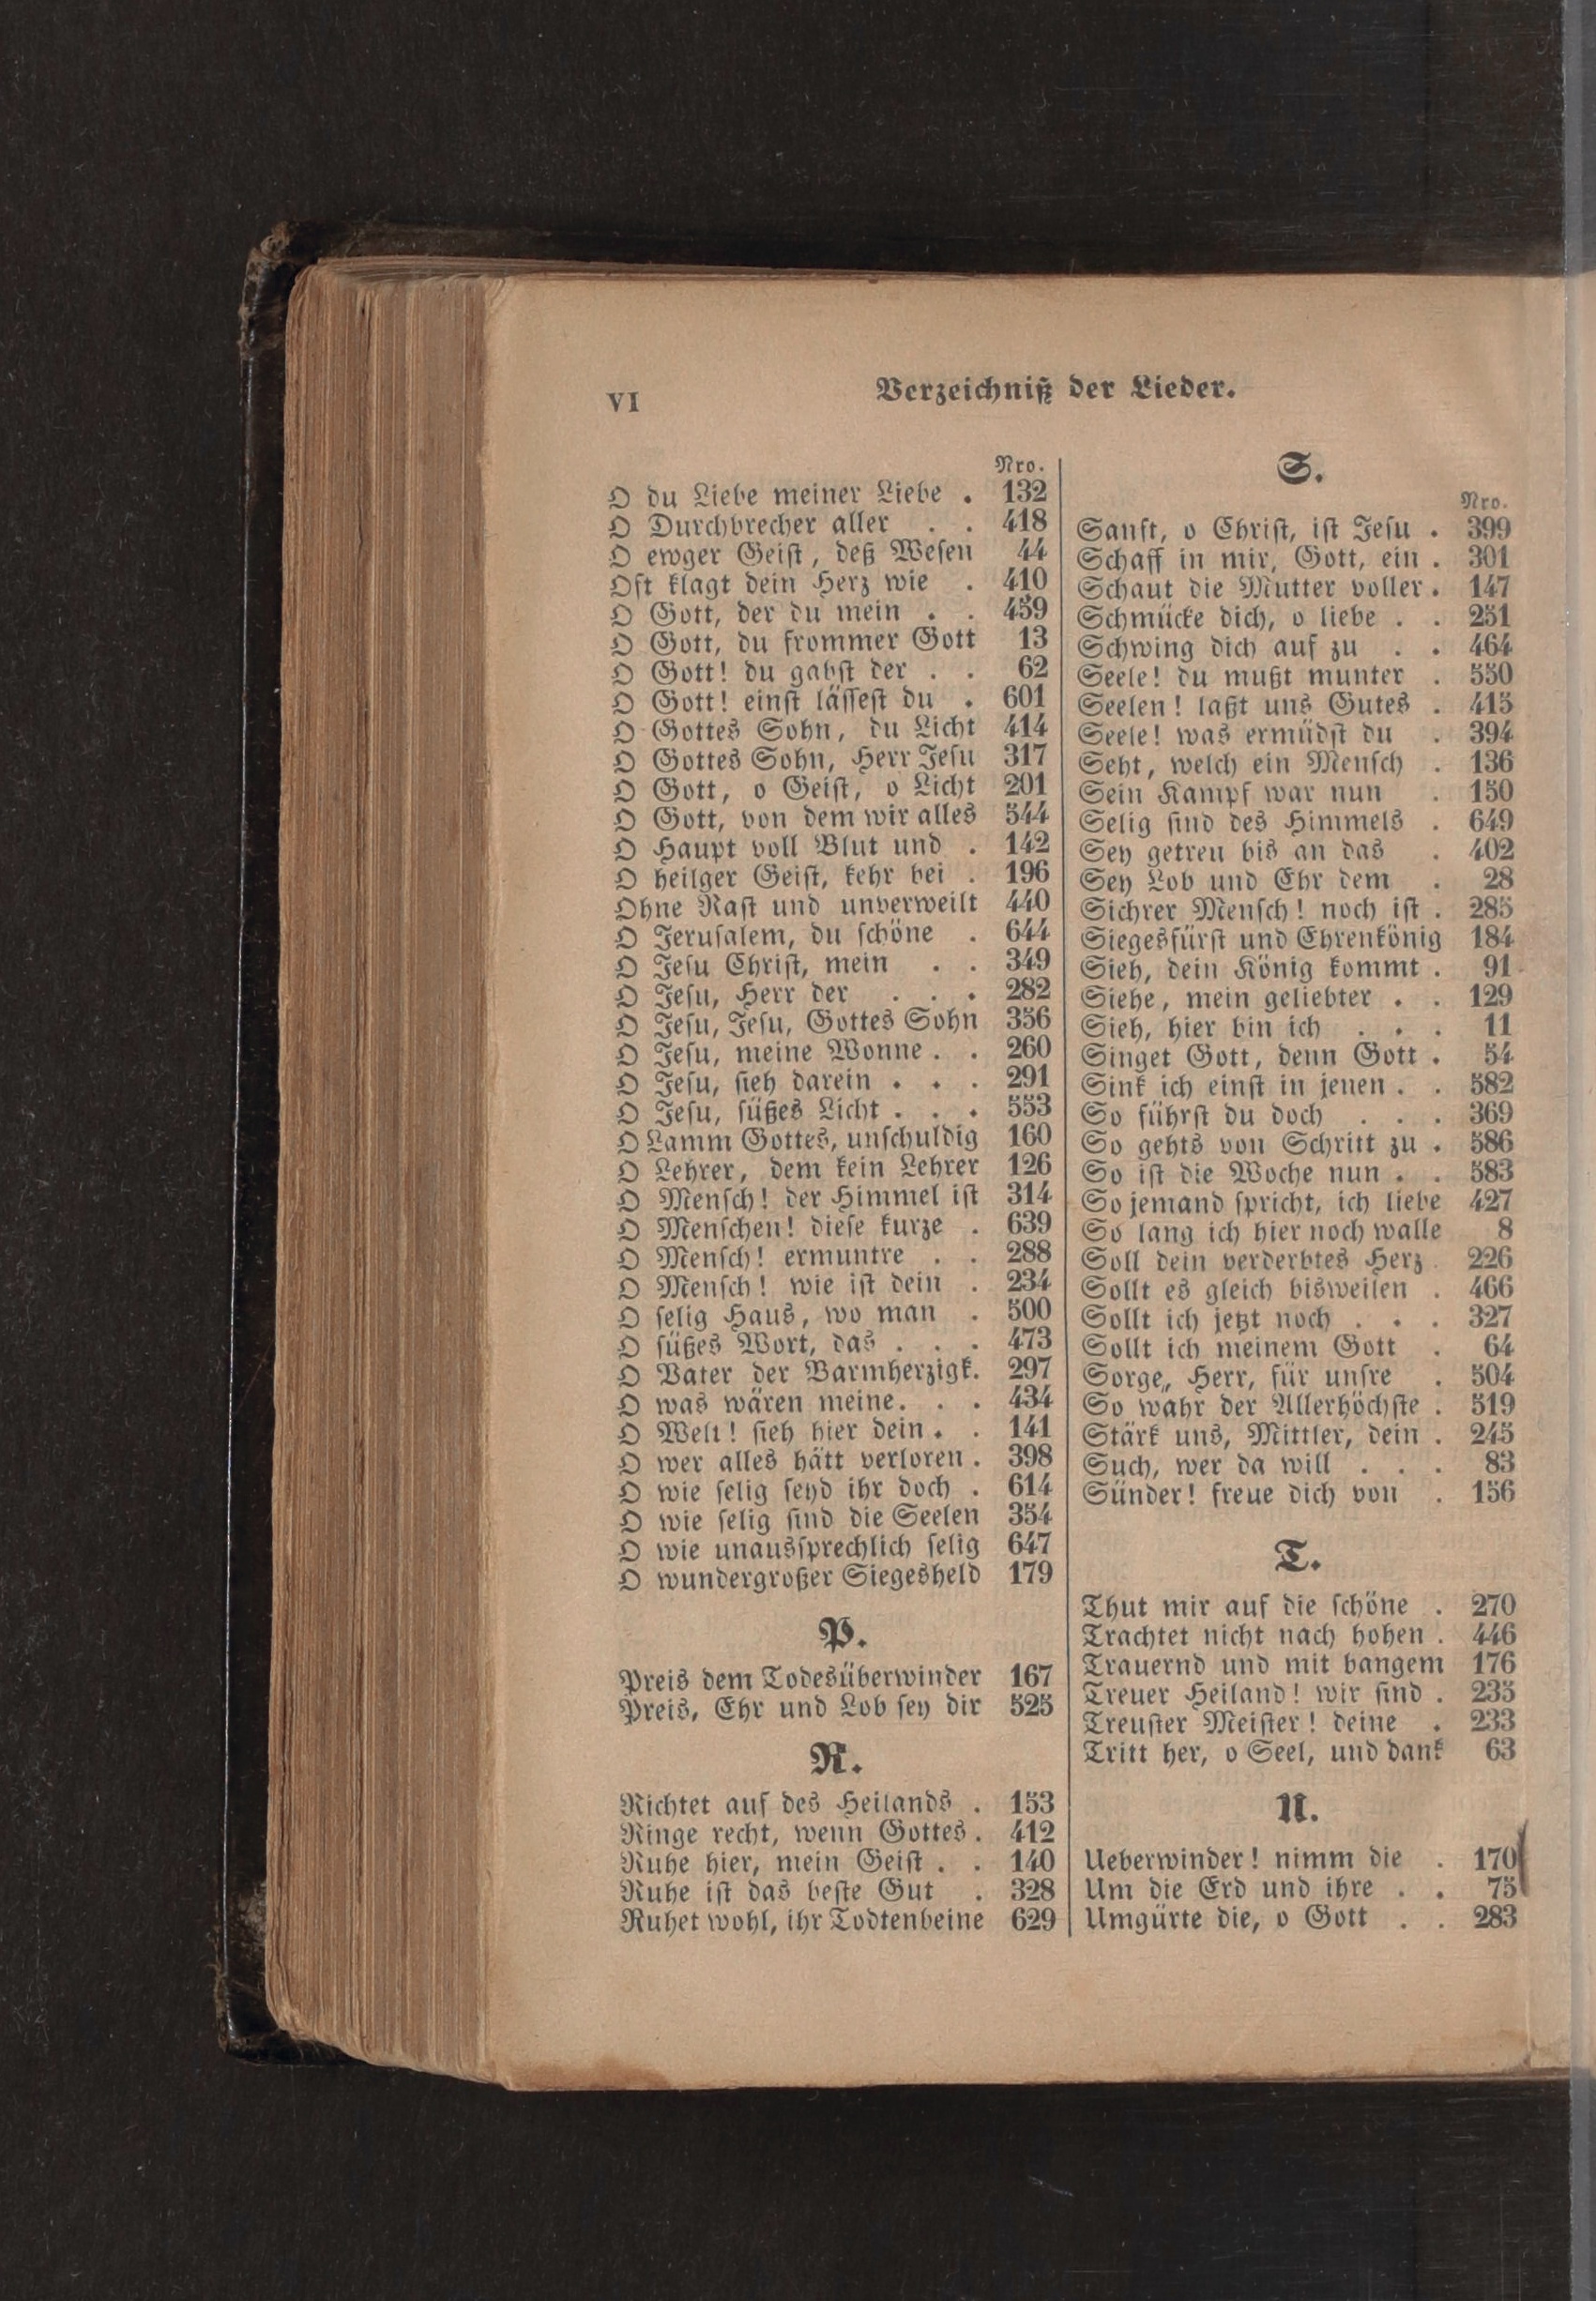 VI
Verzeichniß der Lieder.
Nro.
O du Liebe meiner Liebe . 132
O Durchbrecher aller . . 418
O ewger Geist, deß Wesen 44
Oft klagt dein Herz wie . 410
O Gott, der du mein . . 459
O Gott, du frommer Gott 13
O Gott! du gabst der . . 62
O Gott! einst lässest du . 601
O Gottes Sohn, du Licht 414
O Gottes Sohn, Herr Jesu 317
O Gott, o Geist, o Licht 201
O Gott, von dem wir alles 544
O Haupt voll Blut und . 142
O heilger Geist, kehr bei . 196
Ohne Rast und unverweilt 440
O Jerusalem, du schöne . 644
O Jesu Christ, mein . . 349
O Jesu, Herr der . . . 282
O Jesu, Jesu, Gottes Sohn 356
O Jesu, meine Wonne . . 260
O Jesu, sieh darein . . . 291
O Jesu, süßes Licht . . . 553
O Lamm Gottes, unschuldig 160
O Lehrer, dem kein Lehrer 126
O Mensch! der Himmel ist 314
O Menschen! diese kurze . 639
O Mensch! ermuntre . . 288
O Mensch! wie ist dein . 234
O selig Haus, wo man . 500
O süßes Wort, das . . . 473
O Vater der Barmherzigk. 297
O was wären meine. . . 434
O Welt! sieh hier dein . . 141
O wer alles hätt verloren . 398
O wie selig seyd ihr doch . 614
O wie selig sind die Seelen 354
O wie unaussprechlich selig 647
O wundergroßer Siegesheld 179
P.
Preis dem Todesüberwinder 167
Preis, Ehr und Lob sey dir 525
R.
Richtet auf des Heilands . 153
Ringe recht, wenn Gottes . 412
Ruhe hier, mein Geist . . 140
Ruhe ist das beste Gut . 328
Ruhet wohl, ihr Todtenbeine 629
S.
Nro.
Sanft, o Christ, ist Jesu . 399
Schaff in mir, Gott, ein . 301
Schaut die Mutter voller . 147
Schmücke dich, o liebe . . 251
Schwing dich auf zu . . 464
Seele! du mußt munter . 550
Seelen! laßt uns Gutes . 415
Seele! was ermüdst du . 394
Seht, welch ein Mensch . 136
Sein Kampf war nun . 150
Selig sind des Himmels . 649
Sey getreu bis an das . 402
Sey Lob und Ehr dem . 28
Sichrer Mensch! noch ist . 285
Siegesfürst und Ehrenkönig 184
Sieh, dein König kommt . 91
Siehe, mein geliebter . . 129
Sieh, hier bin ich . . . 11
Singet Gott, denn Gott . 54
Sink ich einst in jenen . . 582
So führst du doch . . . 369
So gehts von Schritt zu . 586
So ist die Woche nun . . 583
So jemand spricht, ich liebe 427
So lang ich hier noch walle 8
Soll dein verderbtes Herz 226
Sollt es gleich bisweilen . 466
Sollt ich jetzt noch . . . 327
Sollt ich meinem Gott . 64
Sorge,, Herr, für unsre . 504
So wahr der Allerhöchste . 519
Stärk uns, Mittler, dein . 245
Such, wer da will . . . 83
Sünder! freue dich von . 156
T.
Thut mir auf die schöne . 270
Trachtet nicht nach hohen . 446
Trauernd und mit bangem 176
Treuer Heiland! wir sind . 235
Treuster Meister! deine . 233
Tritt her, o Seel, und dank 63
U.
Ueberwinder! nimm die . 170
Um die Erd und ihre . . 75
Umgürte die, o Gott . . 283